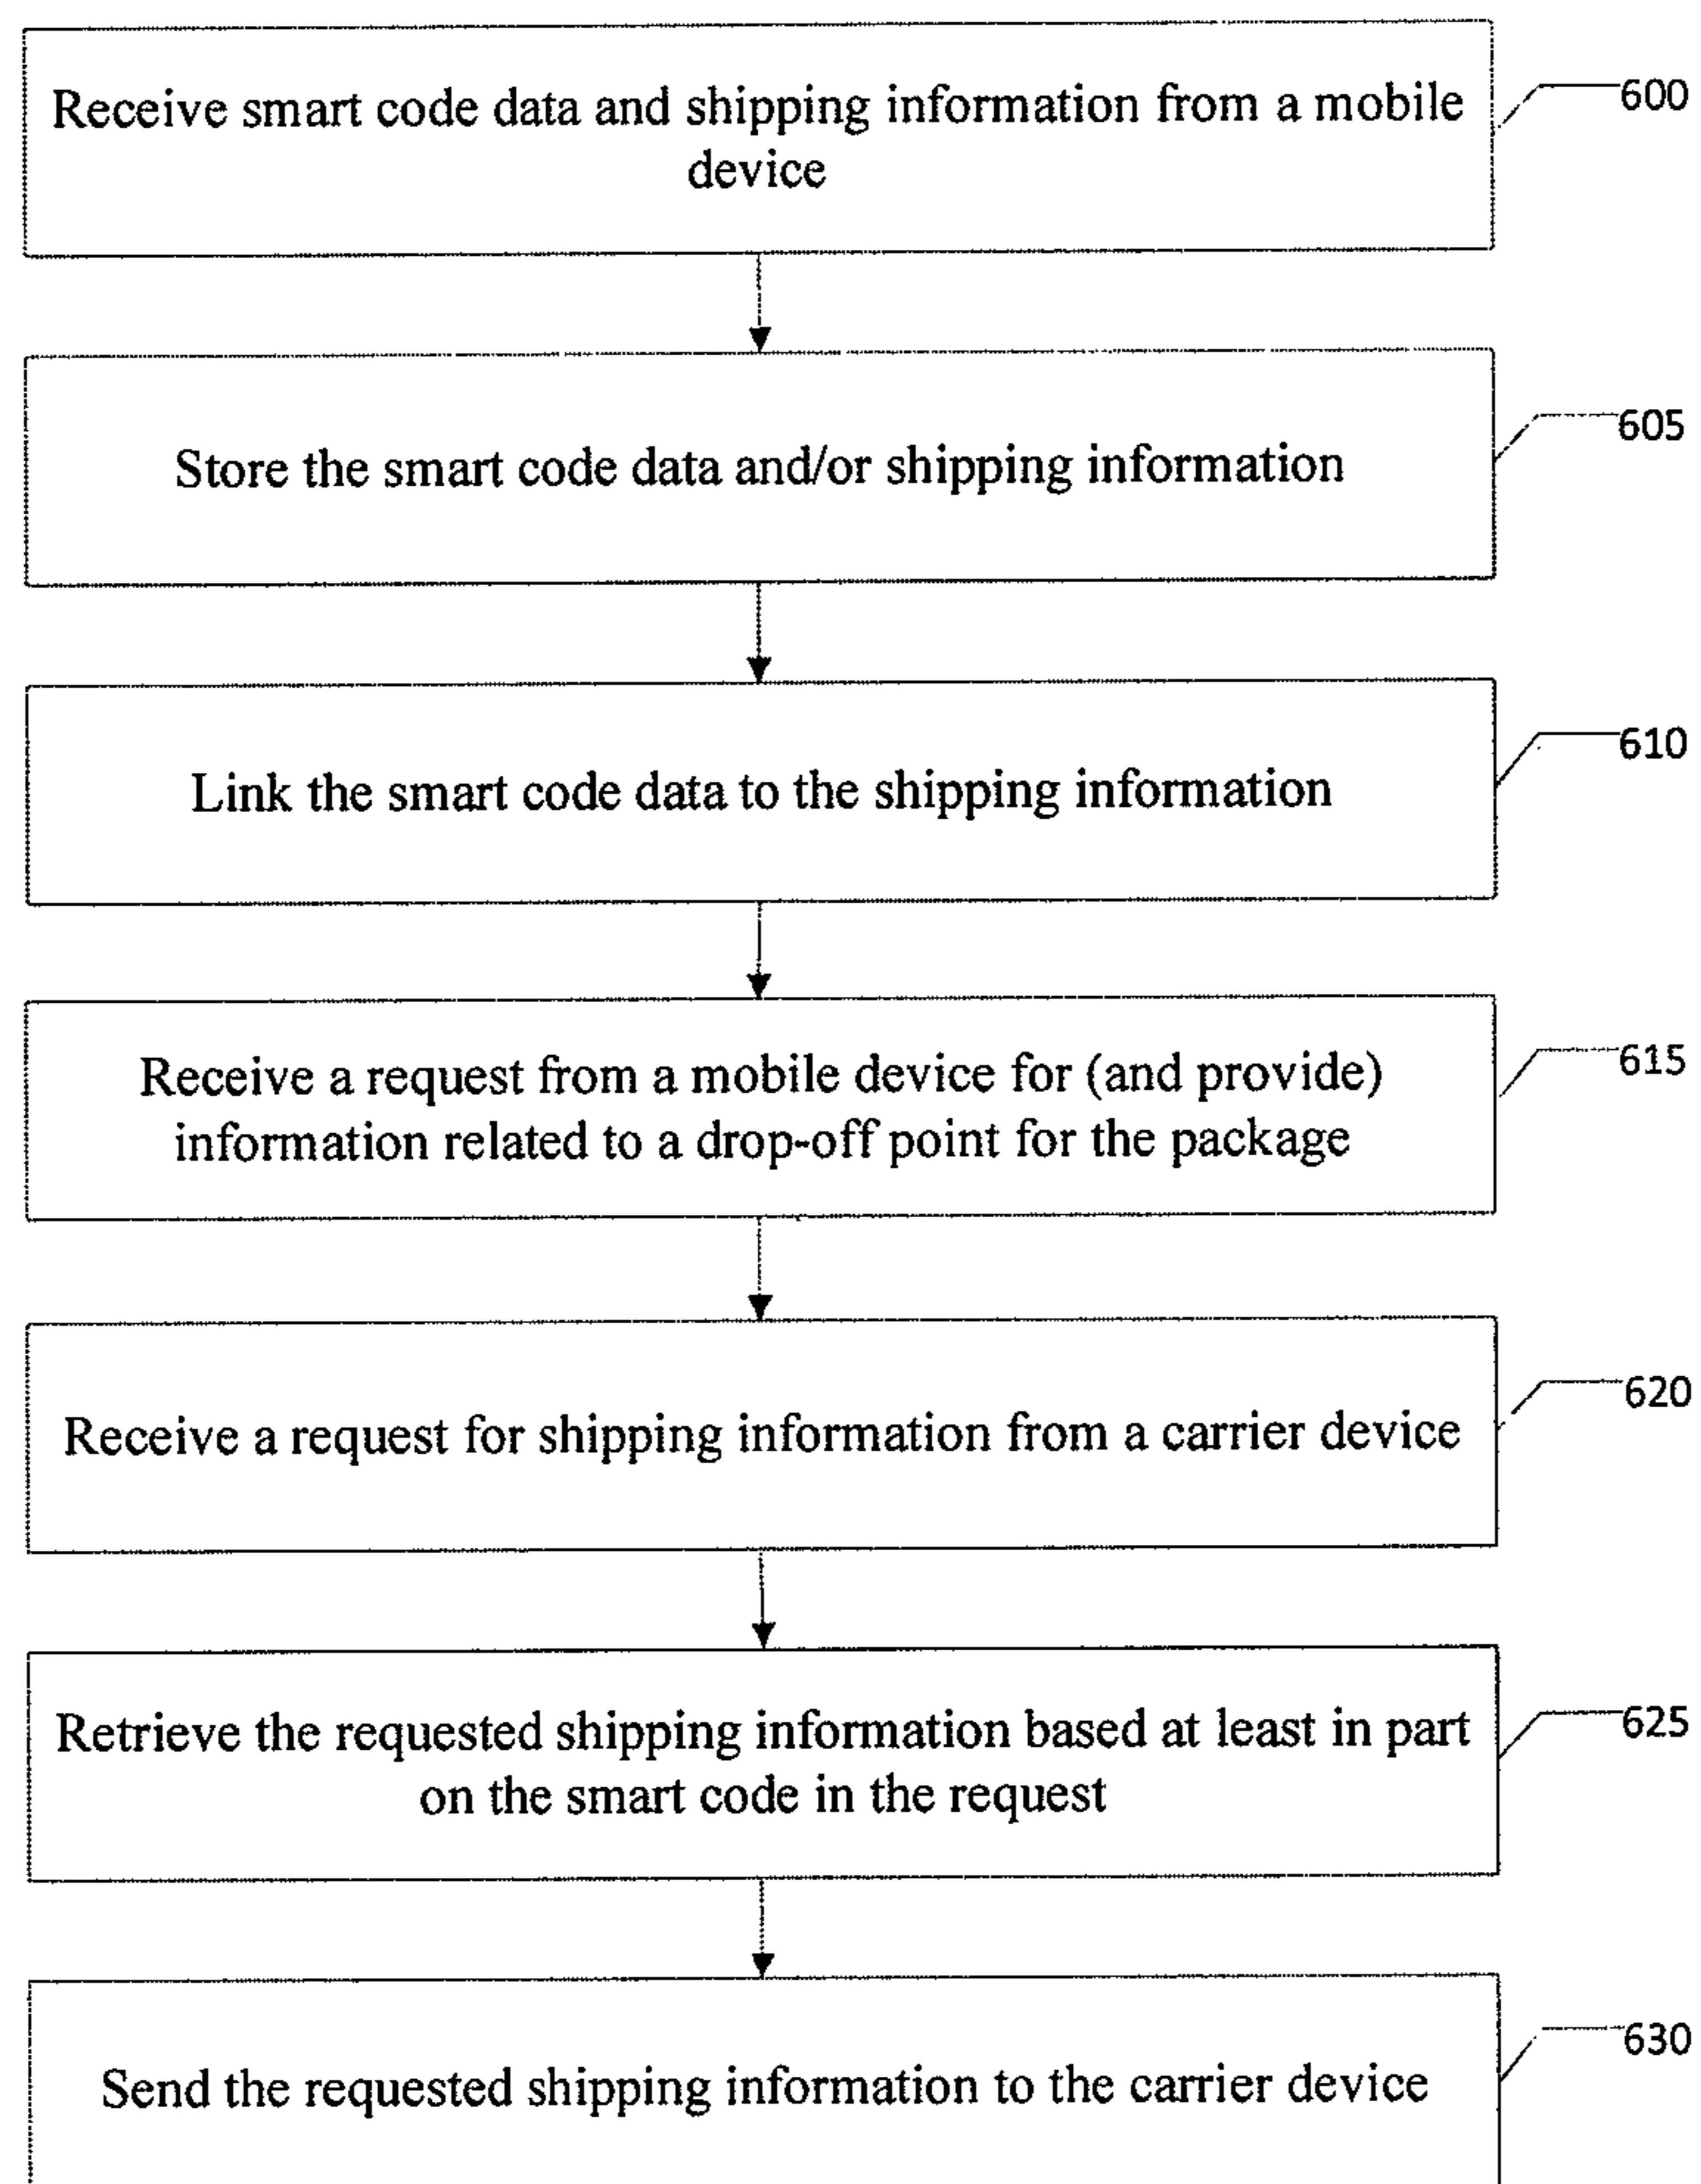 Receive smart code data and shipping information from a mobile
device
600
Store the smart code data and/or shipping information
605
Link the smart code data to the shipping information
610
Receive a request from a mobile device for (and provide)
information related to a drop-off point for the package
615
Receive a request for shipping information from a carrier device
620
Retrieve the requested shipping information based at least in part
on the smart code in the request
625
Send the requested shipping information to the carrier device
630